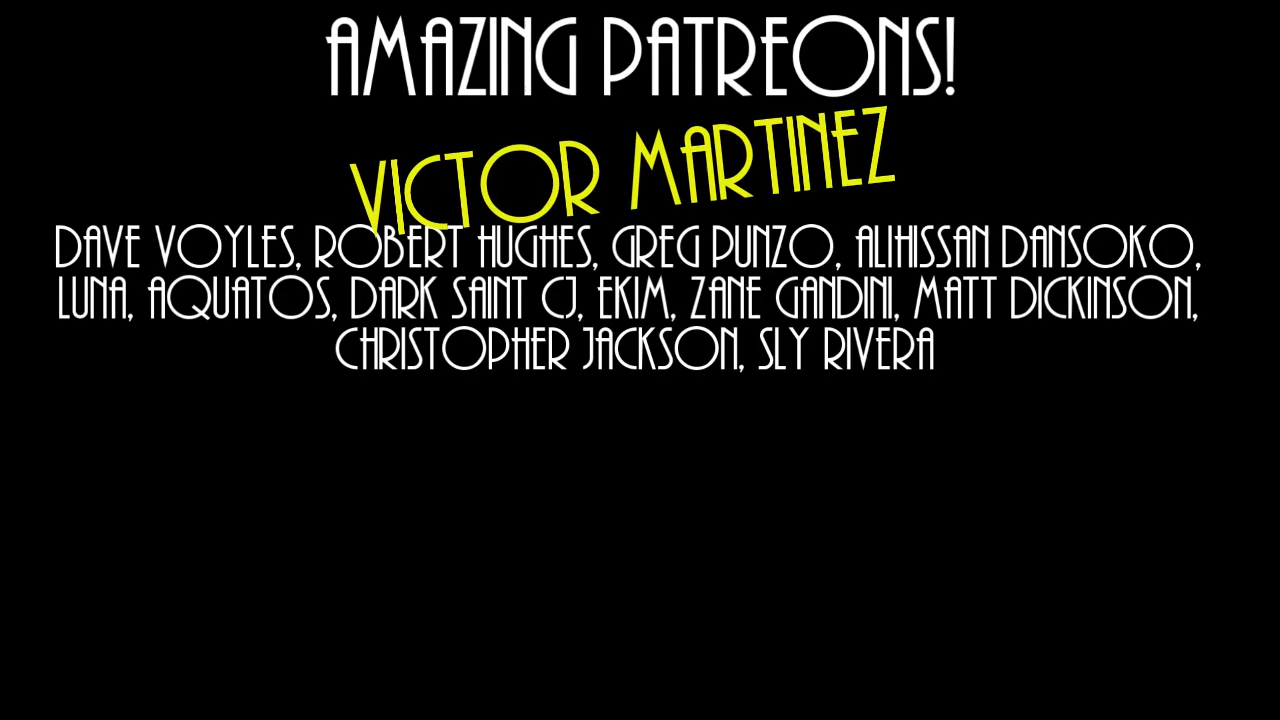 AMAZING PATREONS!
VICTOR MARTINEZ
DAVE VOYLES, ROBERT HUGHES, GREG PUNZO, ALIHISSAN DANSOKO,
LUNA, AQUATOS, DARK SAINT CJ, EKIM, ZANE GANDINI, MATT DICKINSON,
CHRISTOPHER JACKSON, SLY RIVERA